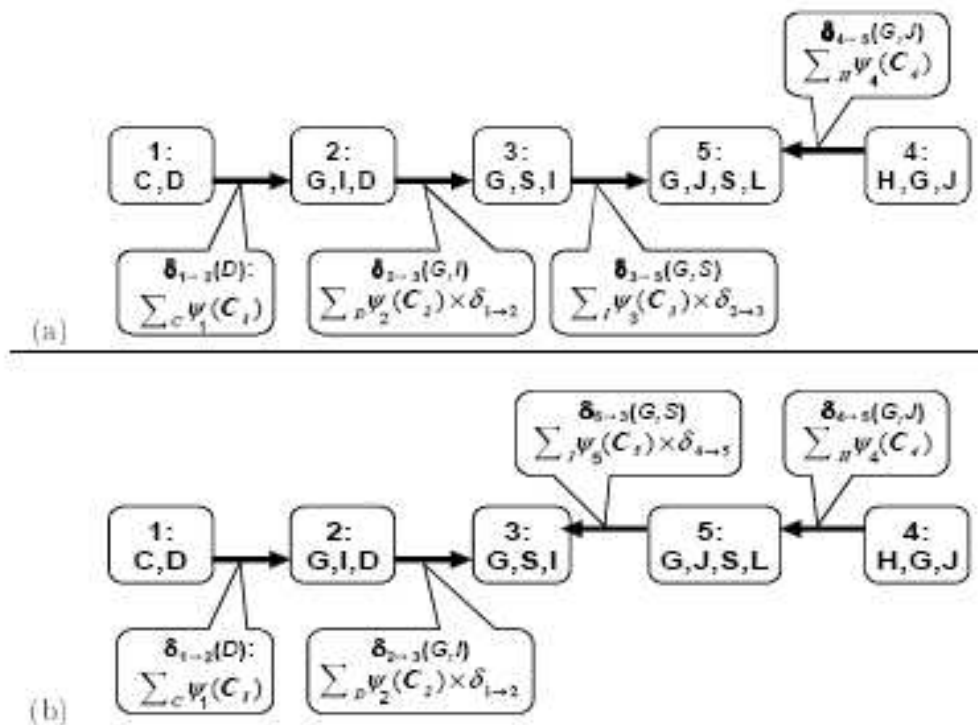 δ₄→₅(G,J)
∑ H ψ₄(C₄)
1:
C,D
2:
G,I,D
3:
G,S,I
5:
G,J,S,L
4:
H,G,J
δ₁→₂(D):
∑ C ψ₁(C₁)
δ₂→₃(G,I)
∑ D ψ₂(C₂)×δ₁→₂
δ₃→₅(G,S)
∑ I ψ₃(C₃)×δ₂→₃
(a)
δ₅→₃(G,S)
∑ J ψ₅(C₅)×δ₄→₅
δ₄→₅(G,J)
∑ H ψ₄(C₄)
1:
C,D
2:
G,I,D
3:
G,S,I
5:
G,J,S,L
4:
H,G,J
δ₁→₂(D):
∑ C ψ₁(C₁)
δ₂→₃(G,I)
∑ D ψ₂(C₂)×δ₁→₂
(b)